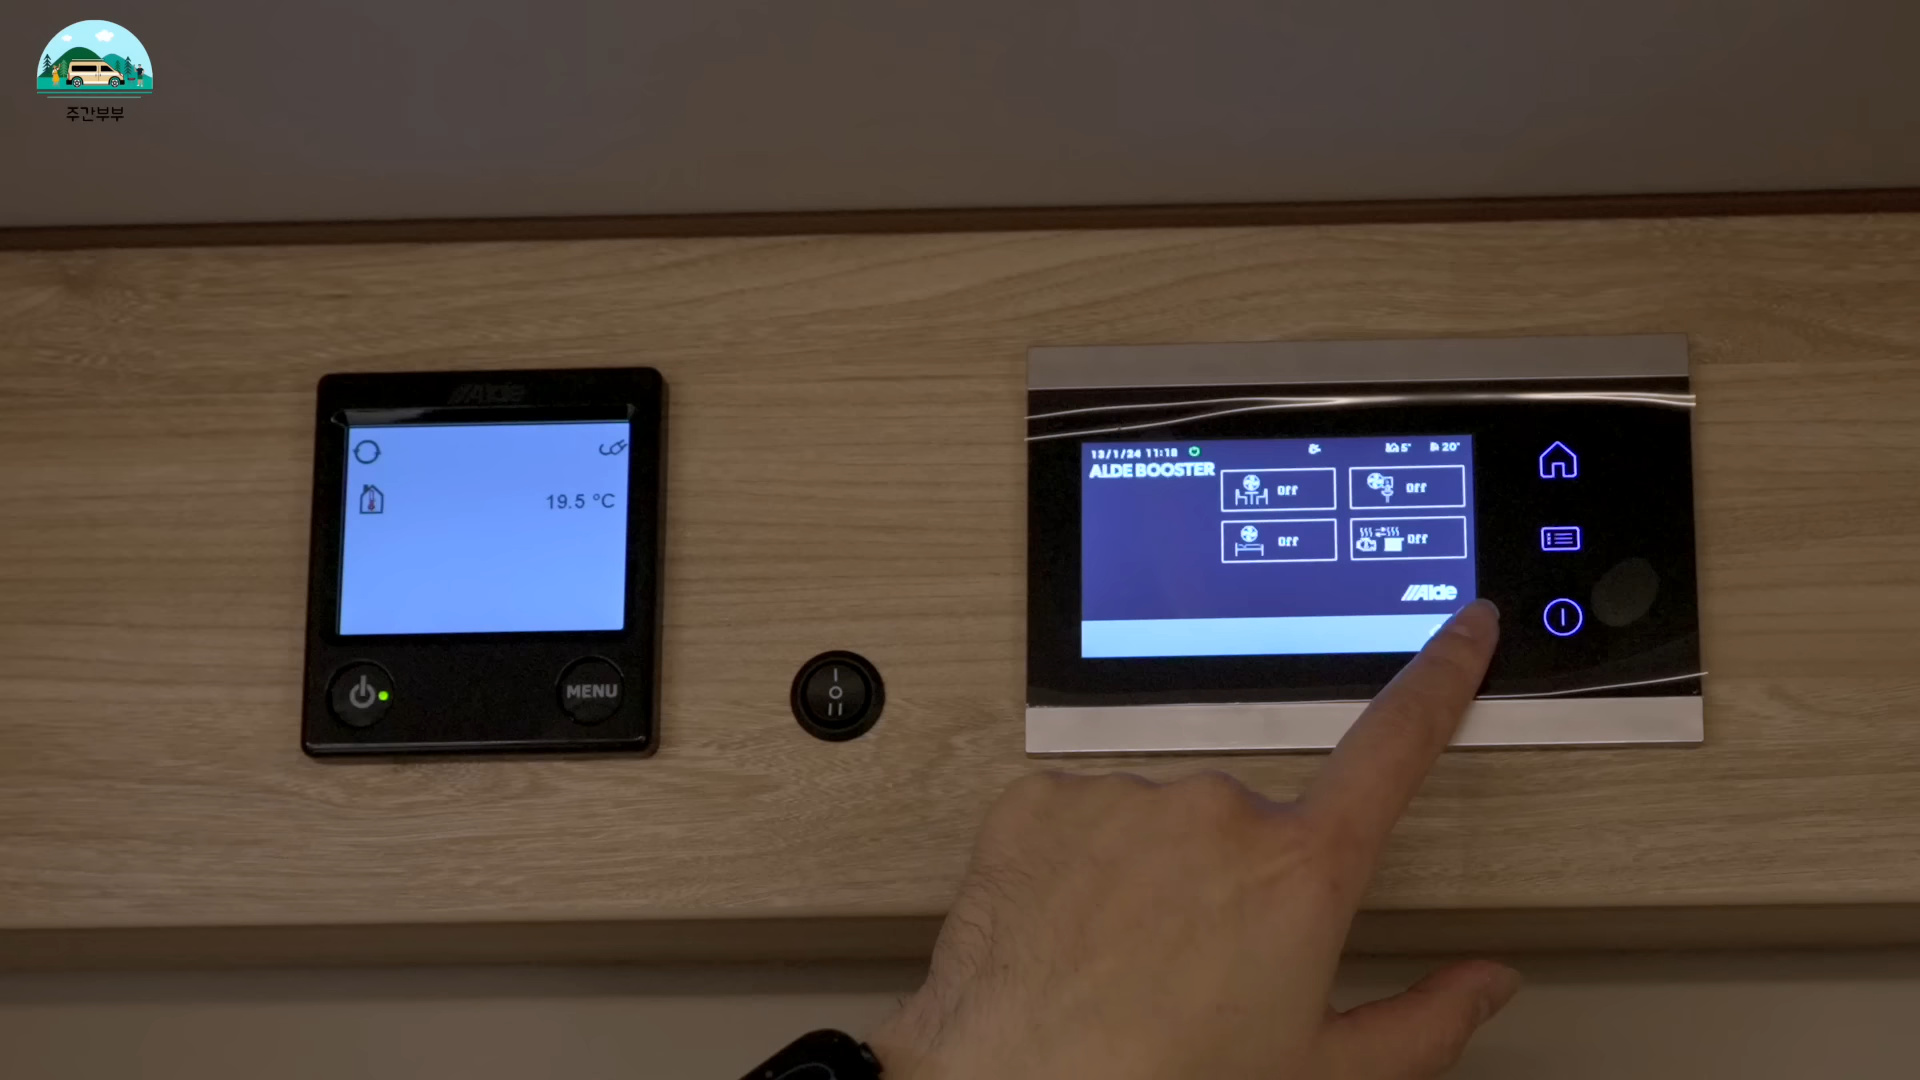 주간부부
Alde
19.5 °C
MENU
13/1/24 11:18
5°
20°
ALDE BOOSTER
Off
Off
Off
Off
Alde